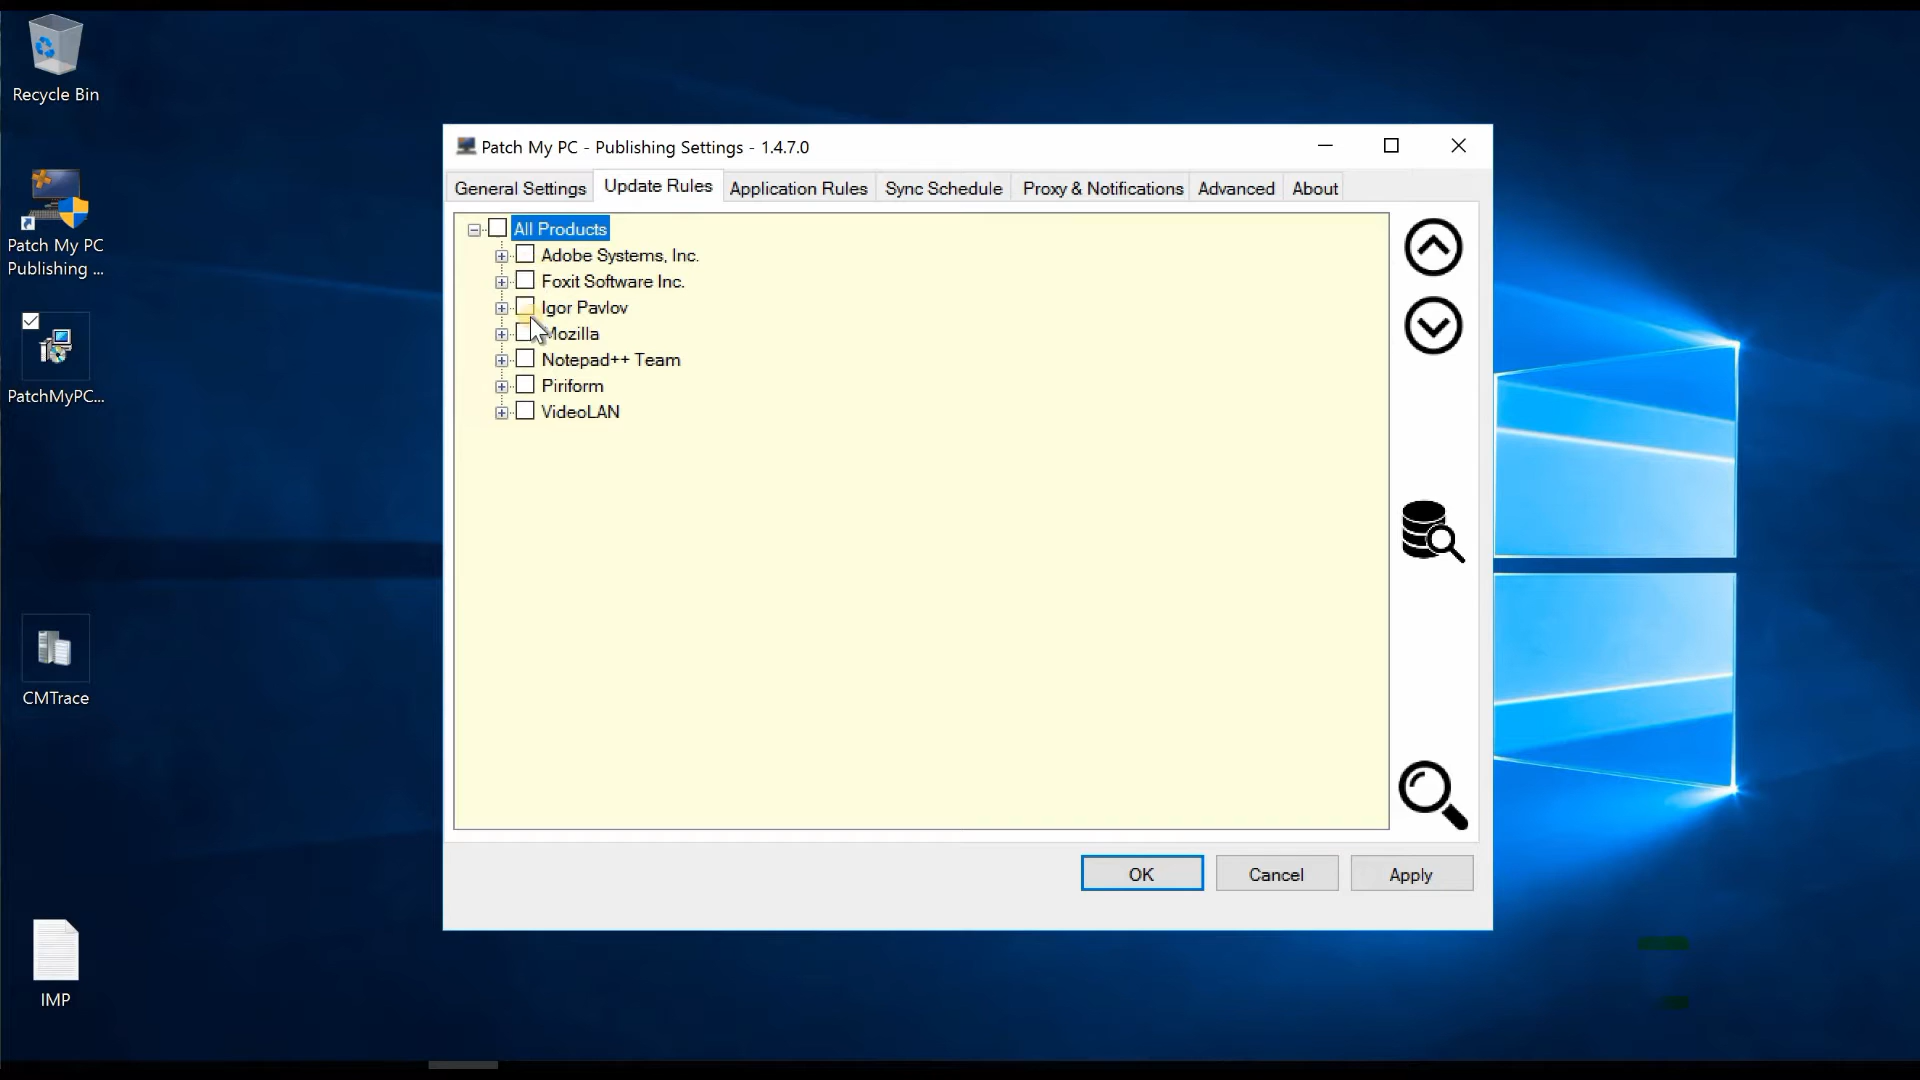 Recycle Bin
Patch My PC
Publishing ...
PatchMyPC...
CMTrace
IMP
Patch My PC - Publishing Settings - 1.4.7.0
General Settings
Update Rules
Application Rules
Sync Schedule
Proxy & Notifications
Advanced
About
All Products
Adobe Systems, Inc.
Foxit Software Inc.
Igor Pavlov
Mozilla
Notepad++ Team
Piriform
VideoLAN
OK
Cancel
Apply